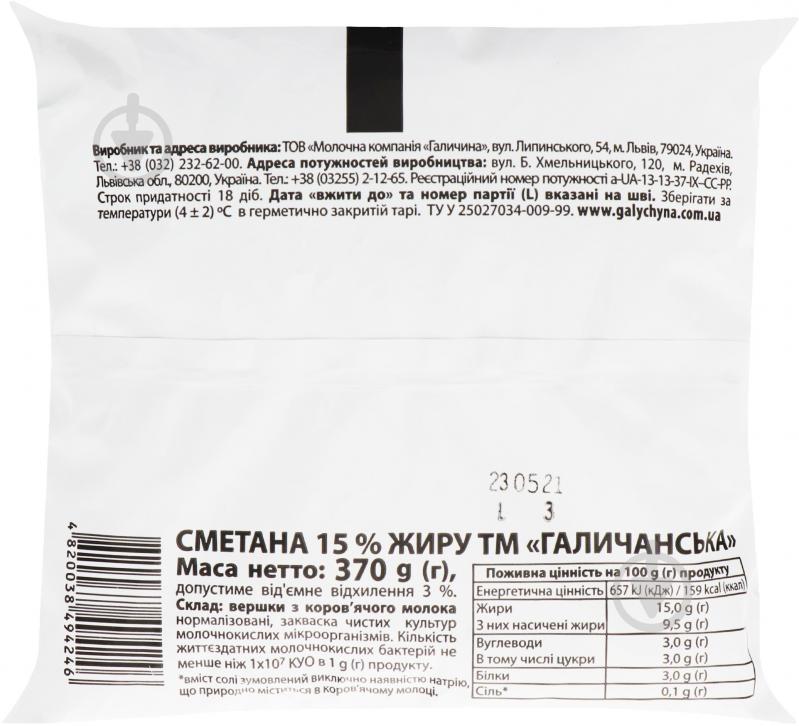 Виробник та адреса виробника: ТОВ «Молочна компанія «Галичина», вул. Липинського, 54, м. Львів, 79024, Україна.
Тел.: +38 (032) 232-62-00. Адреса потужностей виробництва: вул. Б. Хмельницького, 120, м. Радехів,
Львівська обл., 80200, Україна. Тел.: +38 (03255) 2-12-65. Реєстраційний номер потужності a-UA-13-13-37-IX-CC-PP.
Строк придатності 18 діб. Дата «вжити до» та номер партії (L) вказані на шві. Зберігати за
температури (4 ± 2) ºС в герметично закритій тарі. ТУ У 25027034-009-99. www.galychyna.com.ua
230521
L 3
4820038494246
СМЕТАНА 15 % ЖИРУ ТМ «ГАЛИЧАНСЬКА»
Маса нетто: 370 g (г),
допустиме від'ємне відхилення 3 %.
Склад: вершки з коров'ячого молока
нормалізовані, закваска чистих культур
молочнокислих мікроорганізмів. Кількість
життєздатних молочнокислих бактерій не
менше ніж 1х10⁷ КУО в 1 g (г) продукту.
*вміст солі зумовлений виключно наявністю натрію,
що природно міститься в коров'ячому молоці.
Поживна цінність на 100 g (г) продукту
Енергетична цінність 657 kJ (кДж) / 159 kcal (ккал)
Жири 15,0 g (г)
З них насичені жири 9,5 g (г)
Вуглеводи 3,0 g (г)
В тому числі цукри 3,0 g (г)
Білки 3,0 g (г)
Сіль* 0,1 g (г)